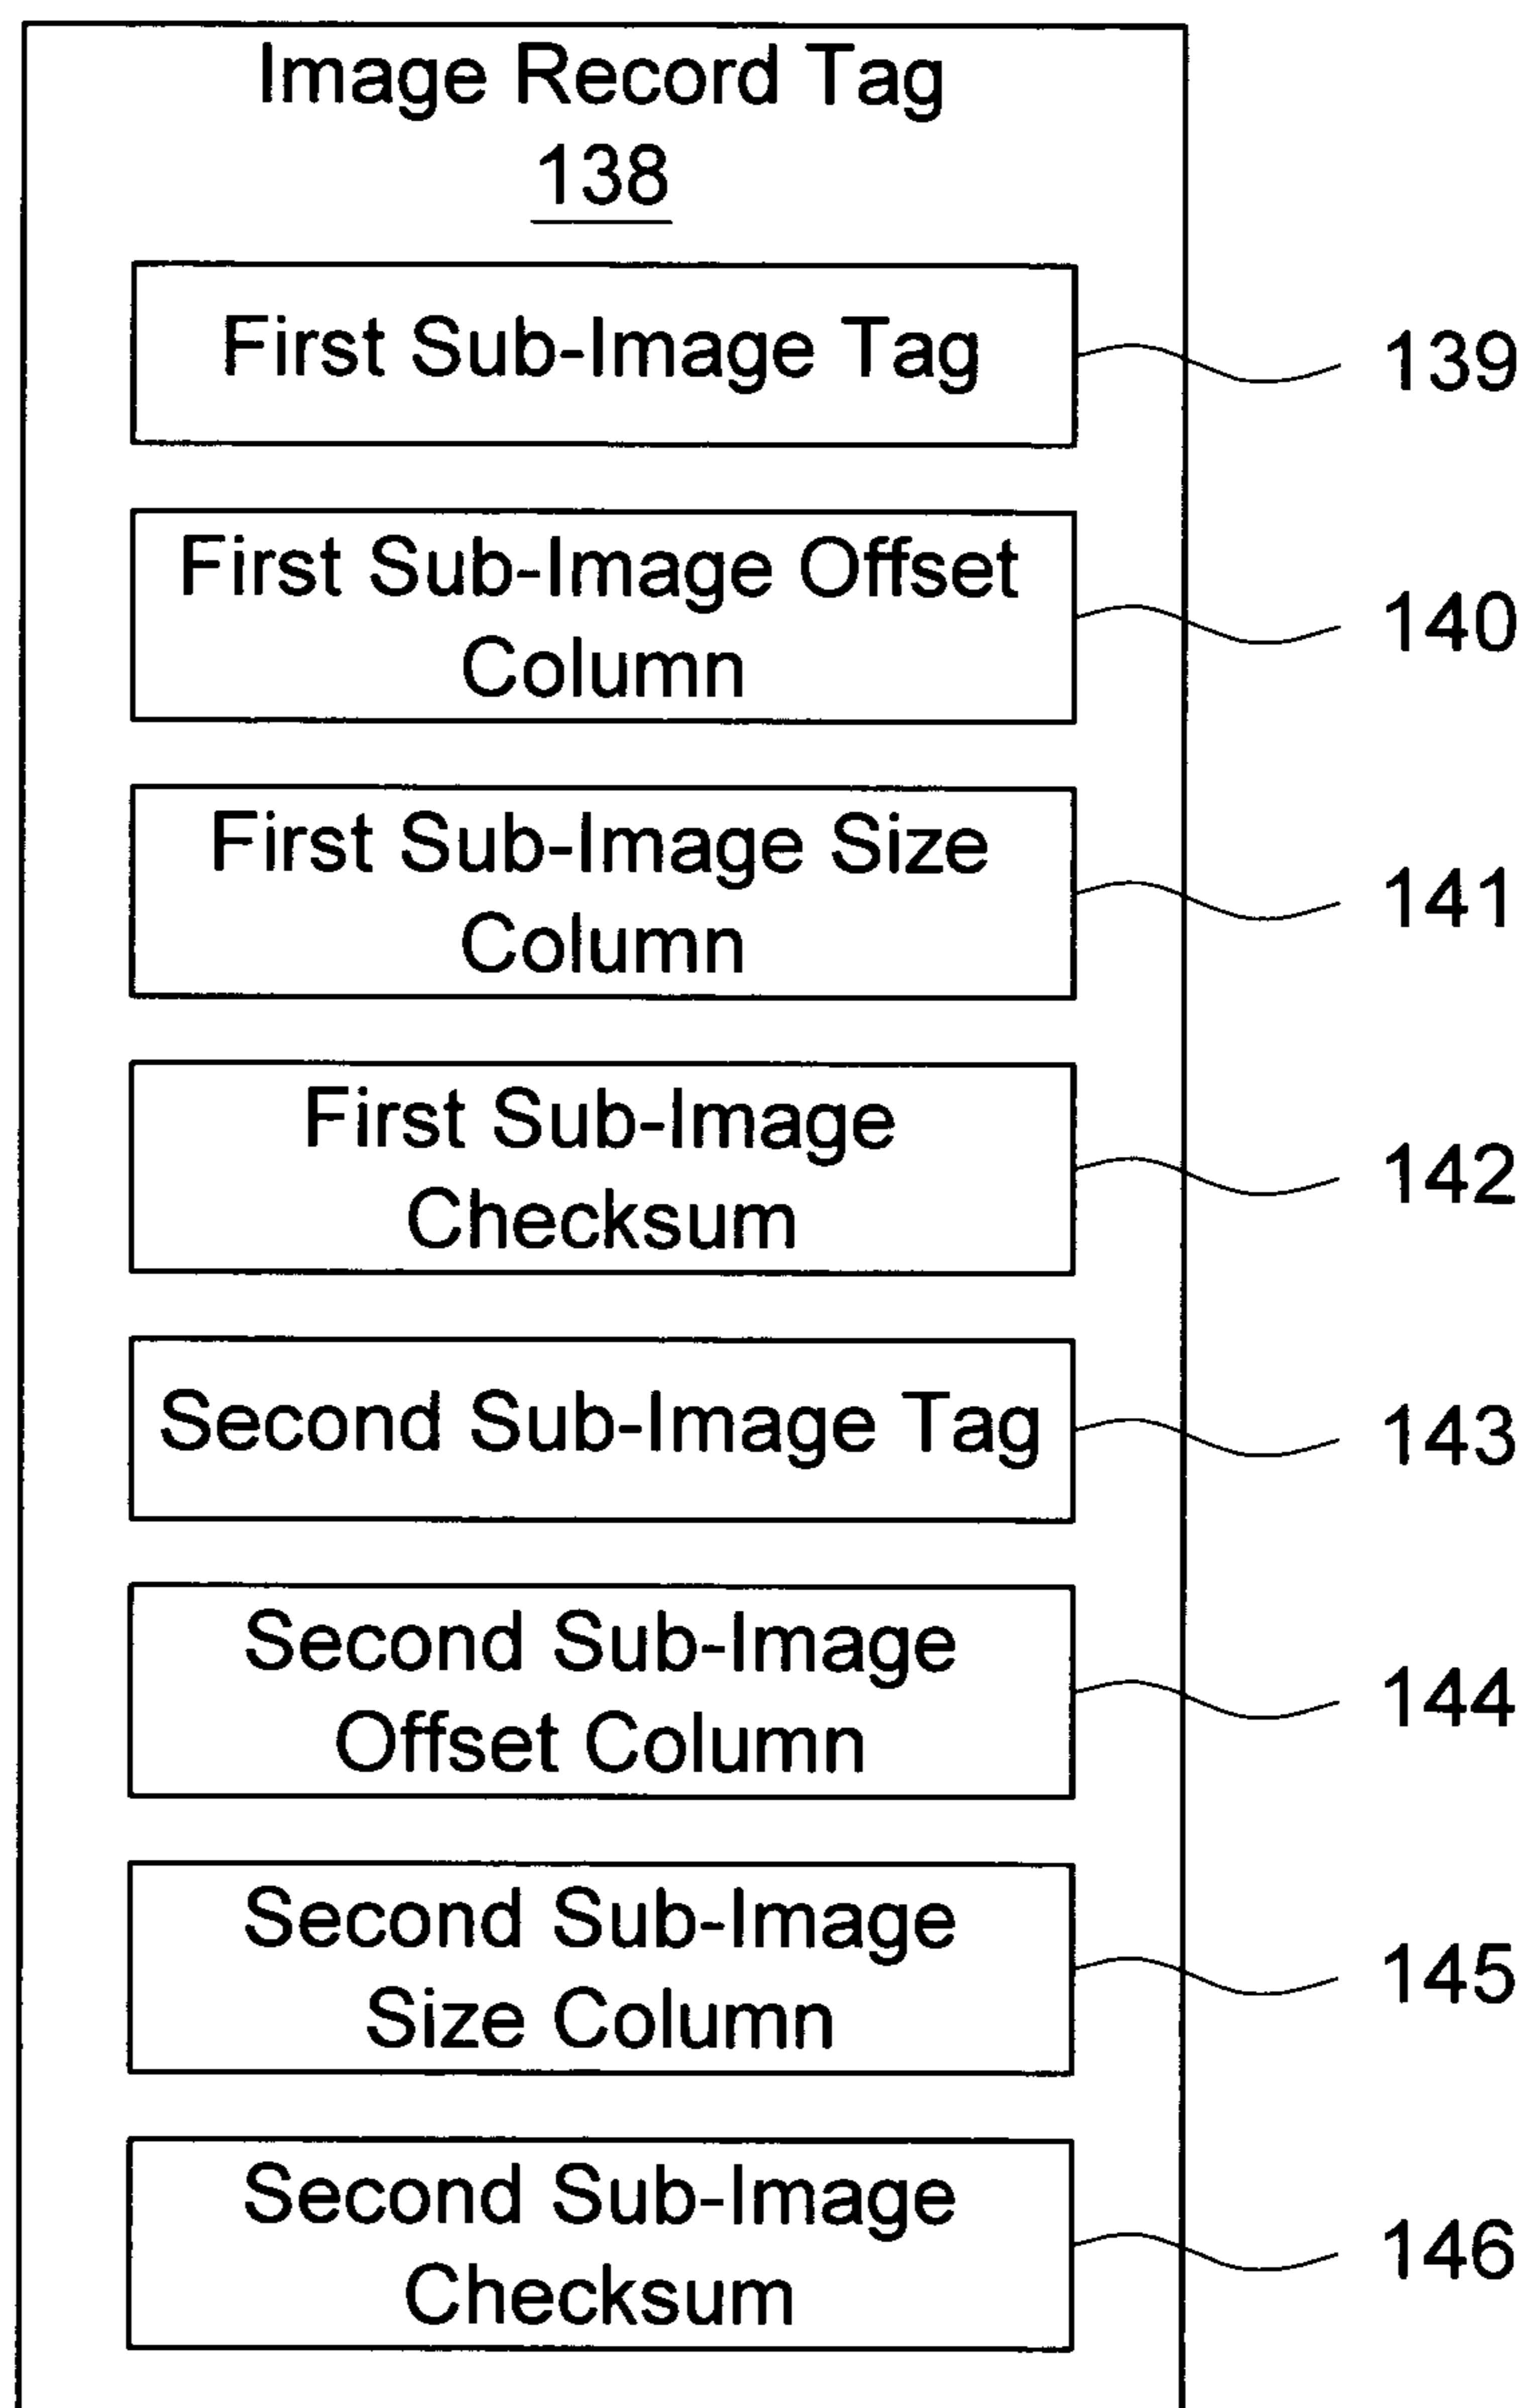 Image Record Tag
138
First Sub-Image Tag
139
First Sub-Image Offset
Column
140
First Sub-Image Size
Column
141
First Sub-Image
Checksum
142
Second Sub-Image Tag
143
Second Sub-Image
Offset Column
144
Second Sub-Image
Size Column
145
Second Sub-Image
Checksum
146